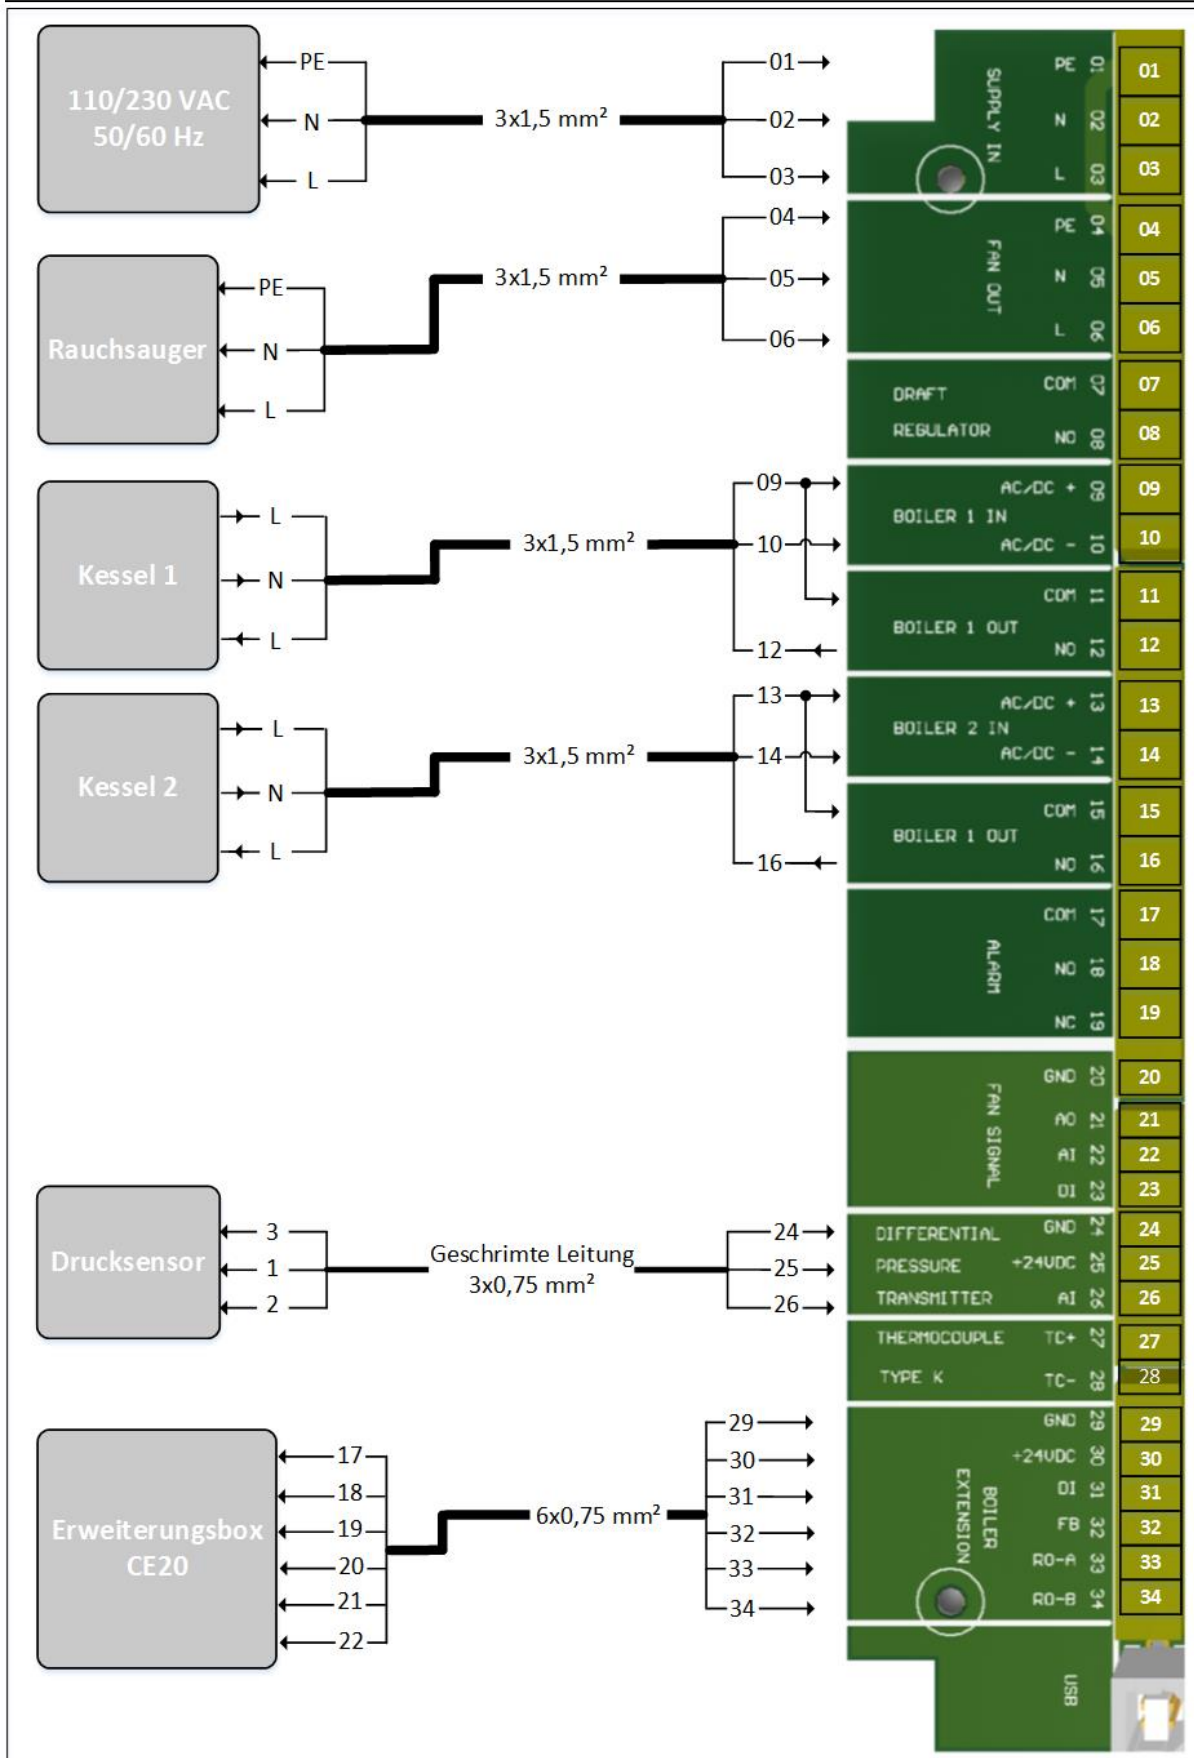 110/230 VAC
50/60 Hz
PE
N
L
3x1,5 mm²
01
02
03
Rauchsauger
PE
N
L
3x1,5 mm²
04
05
06
Kessel 1
L
N
L
3x1,5 mm²
09
10
12
Kessel 2
L
N
L
3x1,5 mm²
13
14
16
Drucksensor
3
1
2
Geschrimte Leitung
3x0,75 mm²
24
25
26
Erweiterungsbox
CE20
17
18
19
20
21
22
6x0,75 mm²
29
30
31
32
33
34
SUPPLY IN
PE 01 01
N 02 02
L 03 03
FAN OUT
PE 04 04
N 05 05
L 06 06
DRAFT
REGULATOR
COM 07 07
NO 08 08
BOILER 1 IN
AC/DC + 09 09
AC/DC - 10 10
BOILER 1 OUT
COM 11 11
NO 12 12
BOILER 2 IN
AC/DC + 13 13
AC/DC - 14 14
BOILER 1 OUT
COM 15 15
NO 16 16
ALARM
COM 17 17
NO 18 18
NC 19 19
FAN SIGNAL
GND 20 20
AO 21 21
AI 22 22
DI 23 23
DIFFERENTIAL
PRESSURE
TRANSMITTER
GND 24 24
+24VDC 25 25
AI 26 26
THERMOCOUPLE
TYPE K
TC+ 27 27
TC- 28 28
BOILER
EXTENSION
GND 29 29
+24VDC 30 30
DI 31 31
FB 32 32
RO-A 33 33
RO-B 34 34
USB